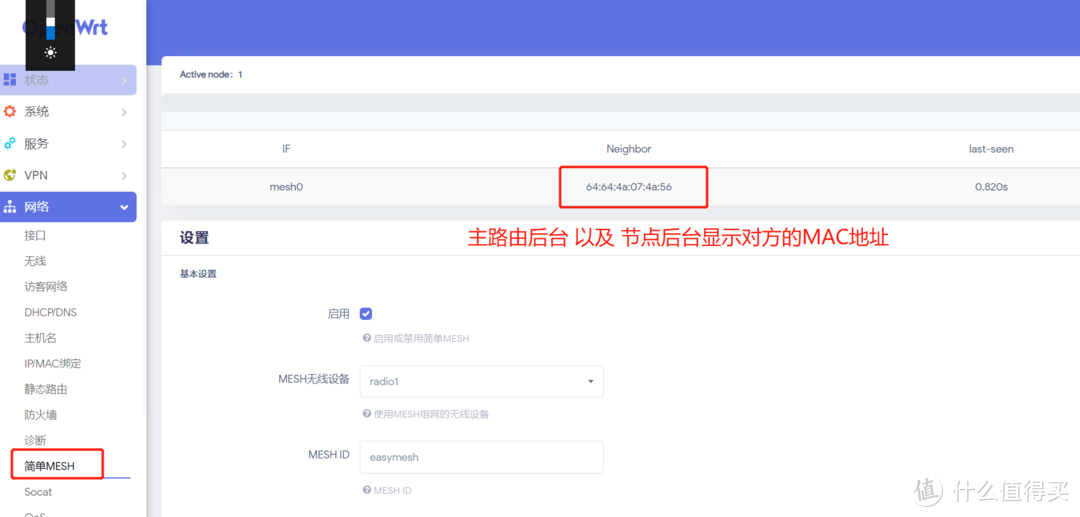 OpenWrt
状态
系统
服务
VPN
网络
接口
无线
访客网络
DHCP/DNS
主机名
IP/MAC绑定
静态路由
防火墙
诊断
简单MESH
Socat
QoS
Active node: 1
IF Neighbor last-seen
mesh0 64:64:4a:07:4a:56 0.820s
设置
主路由后台 以及 节点后台显示对方的MAC地址
基本设置
启用
启用或禁用简单MESH
MESH无线设备 radio1
使用MESH组网的无线设备
MESH ID easymesh
MESH ID
值 什么值得买